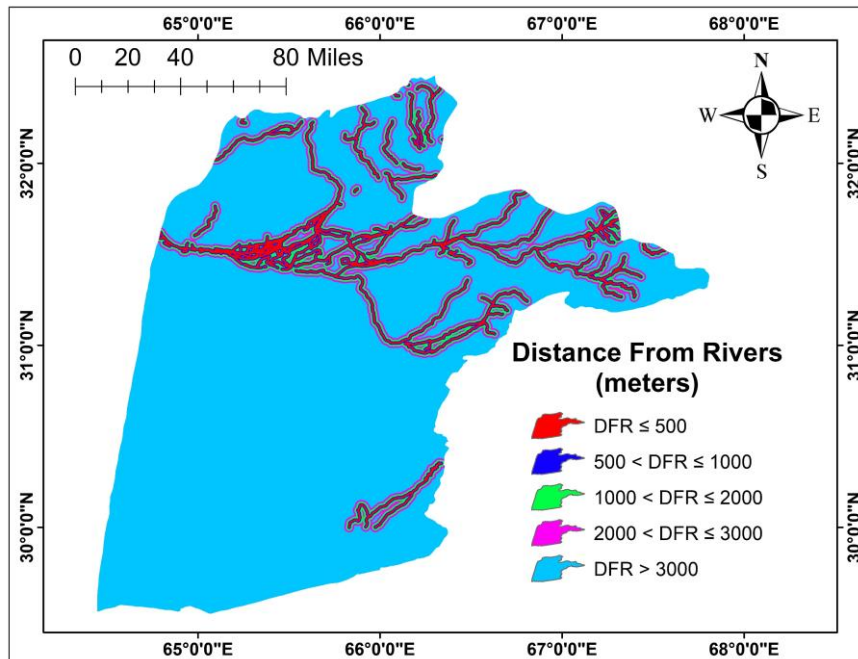 65°0'0"E 66°0'0"E 67°0'0"E 68°0'0"E
0 20 40 80 Miles
N
W E
S
32°0'0"N 32°0'0"N
31°0'0"N 31°0'0"N
Distance From Rivers
(meters)
DFR ≤ 500
500 < DFR ≤ 1000
1000 < DFR ≤ 2000
2000 < DFR ≤ 3000
DFR > 3000
30°0'0"N 30°0'0"N
65°0'0"E 66°0'0"E 67°0'0"E 68°0'0"E